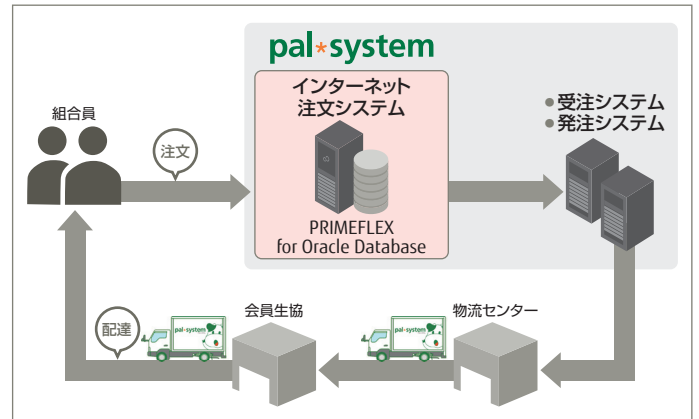 pal*system
インターネット
注文システム
PRIMEFLEX
for Oracle Database
●受注システム
●発注システム
組合員
注文
配達
pal*system
会員生協
pal*system
物流センター